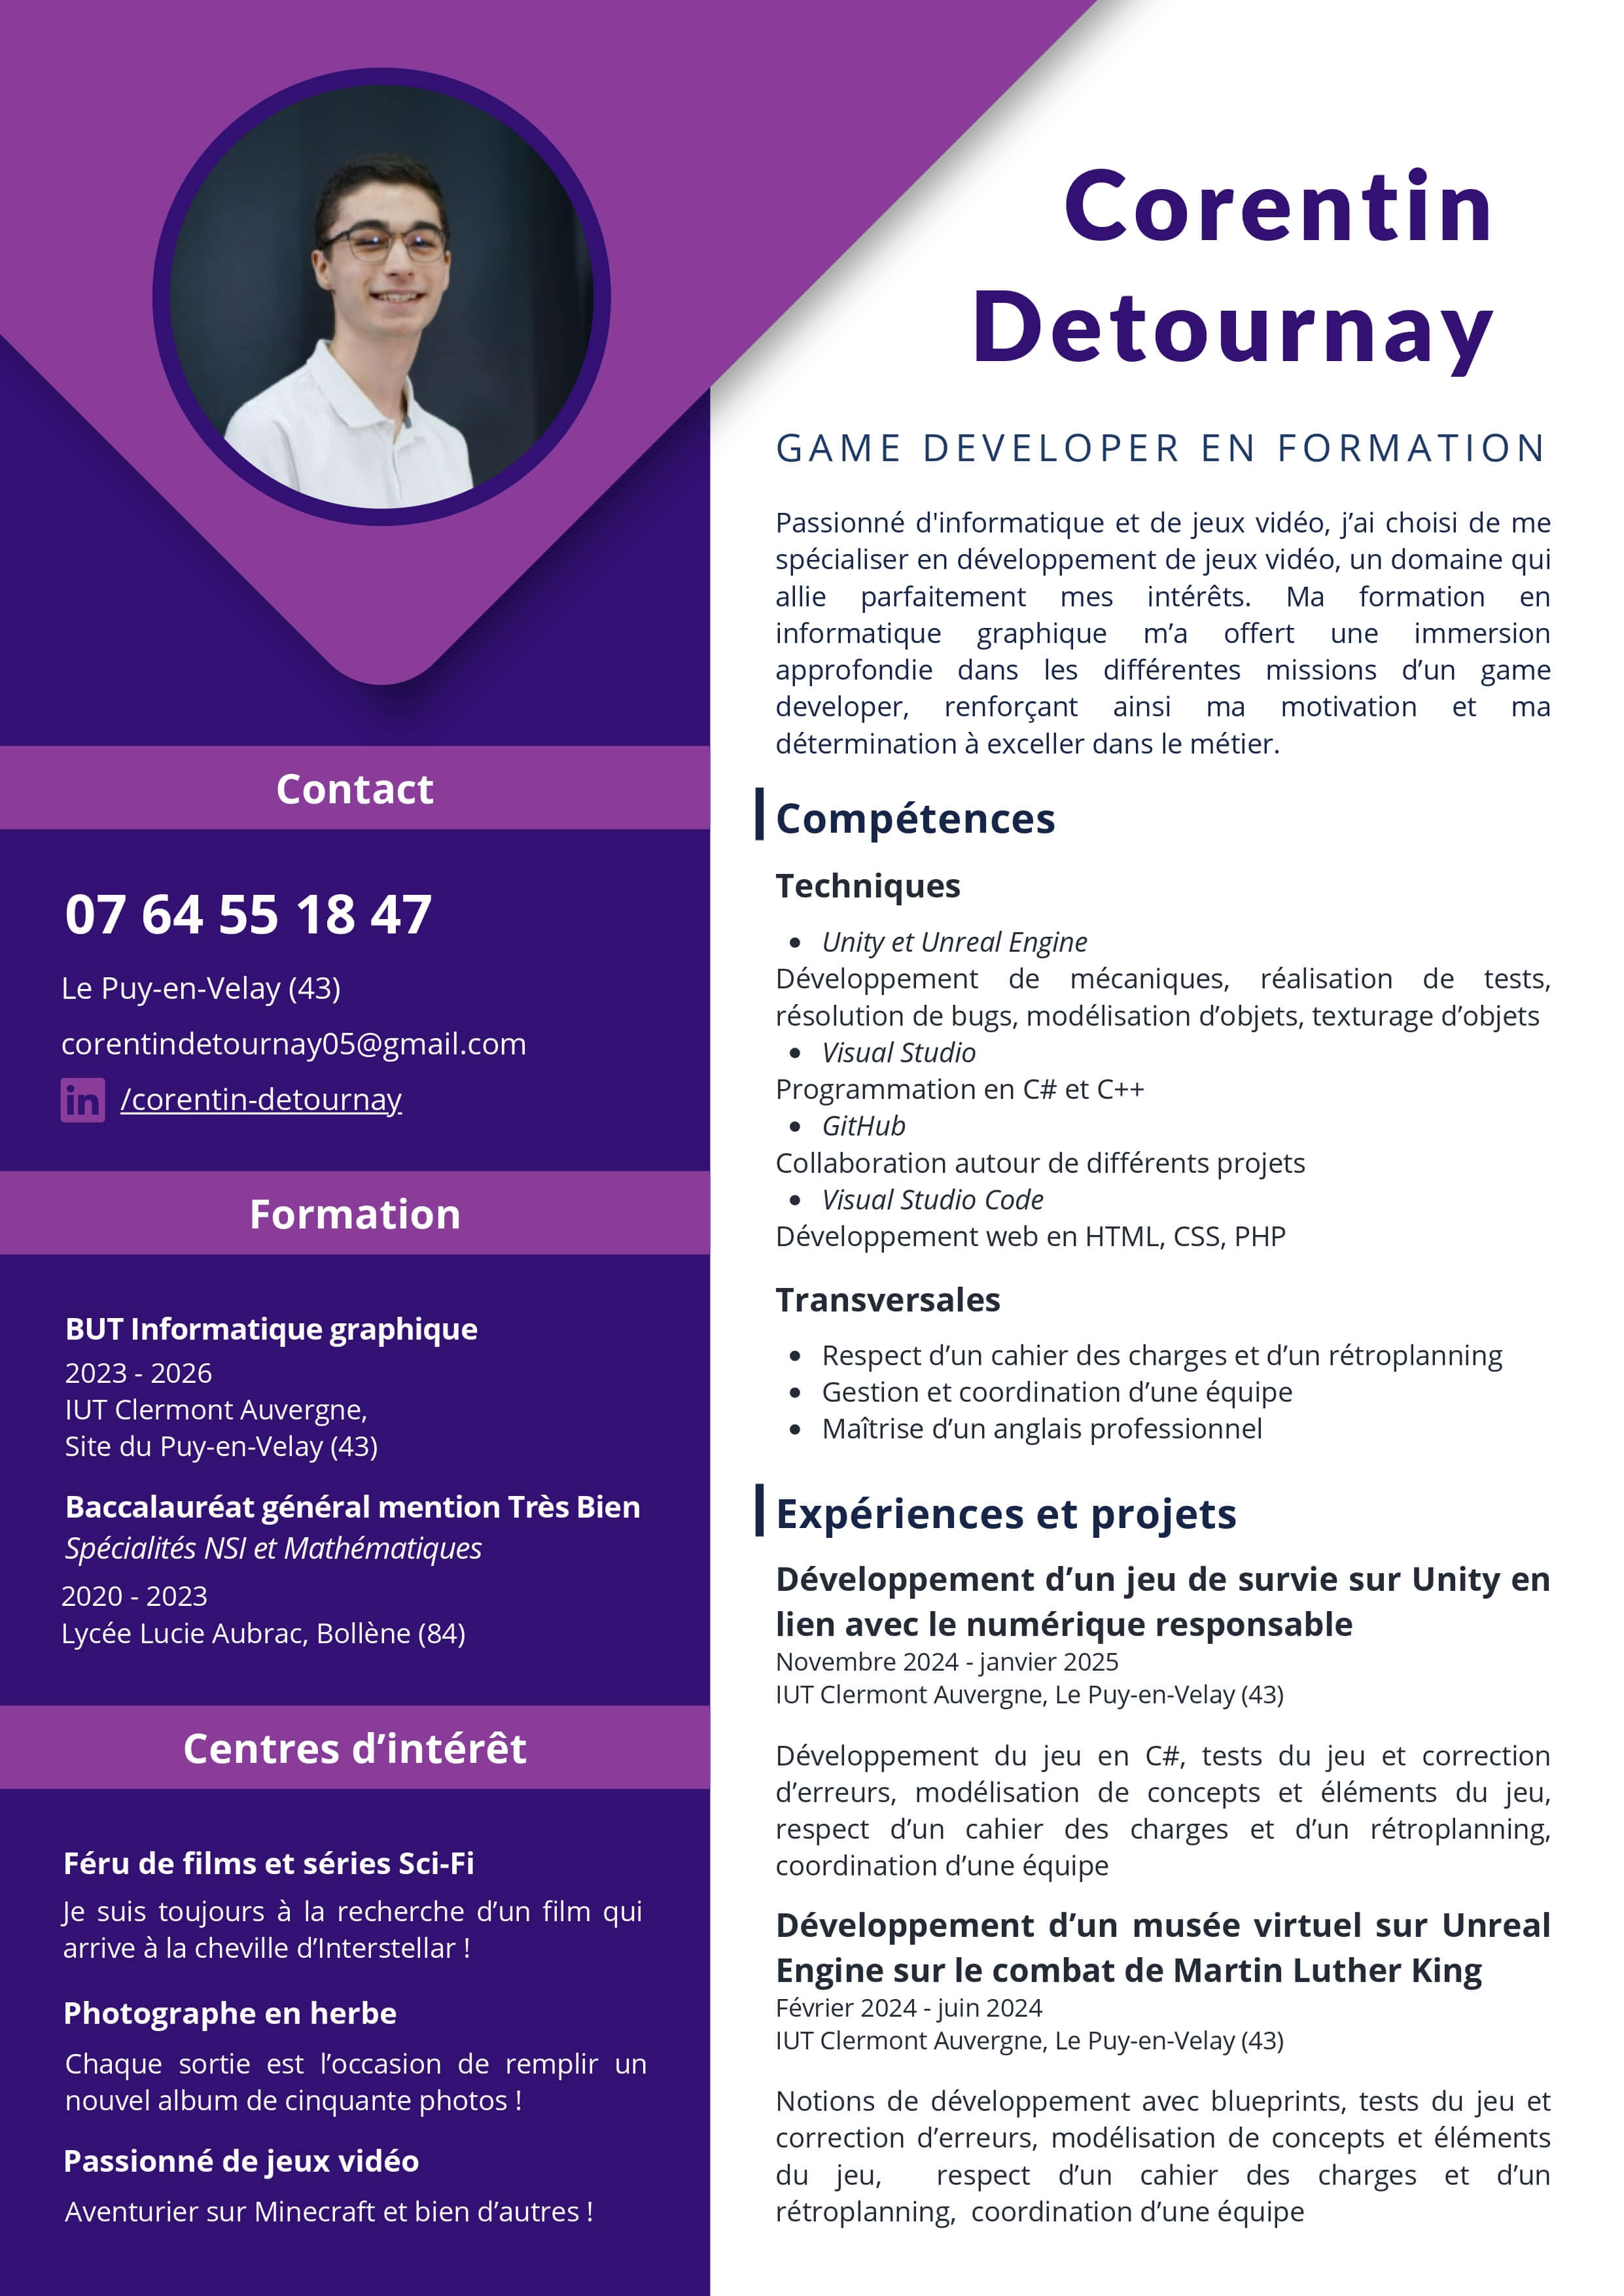 Corentin
Detournay
GAME DEVELOPER EN FORMATION
Passionné d'informatique et de jeux vidéo, j’ai choisi de me
spécialiser en développement de jeux vidéo, un domaine qui
allie parfaitement mes intérêts. Ma formation en
informatique graphique m’a offert une immersion
approfondie dans les différentes missions d’un game
developer, renforçant ainsi ma motivation et ma
détermination à exceller dans le métier.
Contact
07 64 55 18 47
Le Puy-en-Velay (43)
corentindetournay05@gmail.com
in /corentin-detournay
Formation
BUT Informatique graphique
2023 - 2026
IUT Clermont Auvergne,
Site du Puy-en-Velay (43)
Baccalauréat général mention Très Bien
Spécialités NSI et Mathématiques
2020 - 2023
Lycée Lucie Aubrac, Bollène (84)
Centres d’intérêt
Féru de films et séries Sci-Fi
Je suis toujours à la recherche d’un film qui
arrive à la cheville d’Interstellar !
Photographe en herbe
Chaque sortie est l’occasion de remplir un
nouvel album de cinquante photos !
Passionné de jeux vidéo
Aventurier sur Minecraft et bien d’autres !
Compétences
Techniques
• Unity et Unreal Engine
Développement de mécaniques, réalisation de tests,
résolution de bugs, modélisation d’objets, texturage d’objets
• Visual Studio
Programmation en C# et C++
• GitHub
Collaboration autour de différents projets
• Visual Studio Code
Développement web en HTML, CSS, PHP
Transversales
• Respect d’un cahier des charges et d’un rétroplanning
• Gestion et coordination d’une équipe
• Maîtrise d’un anglais professionnel
Expériences et projets
Développement d’un jeu de survie sur Unity en
lien avec le numérique responsable
Novembre 2024 - janvier 2025
IUT Clermont Auvergne, Le Puy-en-Velay (43)
Développement du jeu en C#, tests du jeu et correction
d’erreurs, modélisation de concepts et éléments du jeu,
respect d’un cahier des charges et d’un rétroplanning,
coordination d’une équipe
Développement d’un musée virtuel sur Unreal
Engine sur le combat de Martin Luther King
Février 2024 - juin 2024
IUT Clermont Auvergne, Le Puy-en-Velay (43)
Notions de développement avec blueprints, tests du jeu et
correction d’erreurs, modélisation de concepts et éléments
du jeu, respect d’un cahier des charges et d’un
rétroplanning, coordination d’une équipe